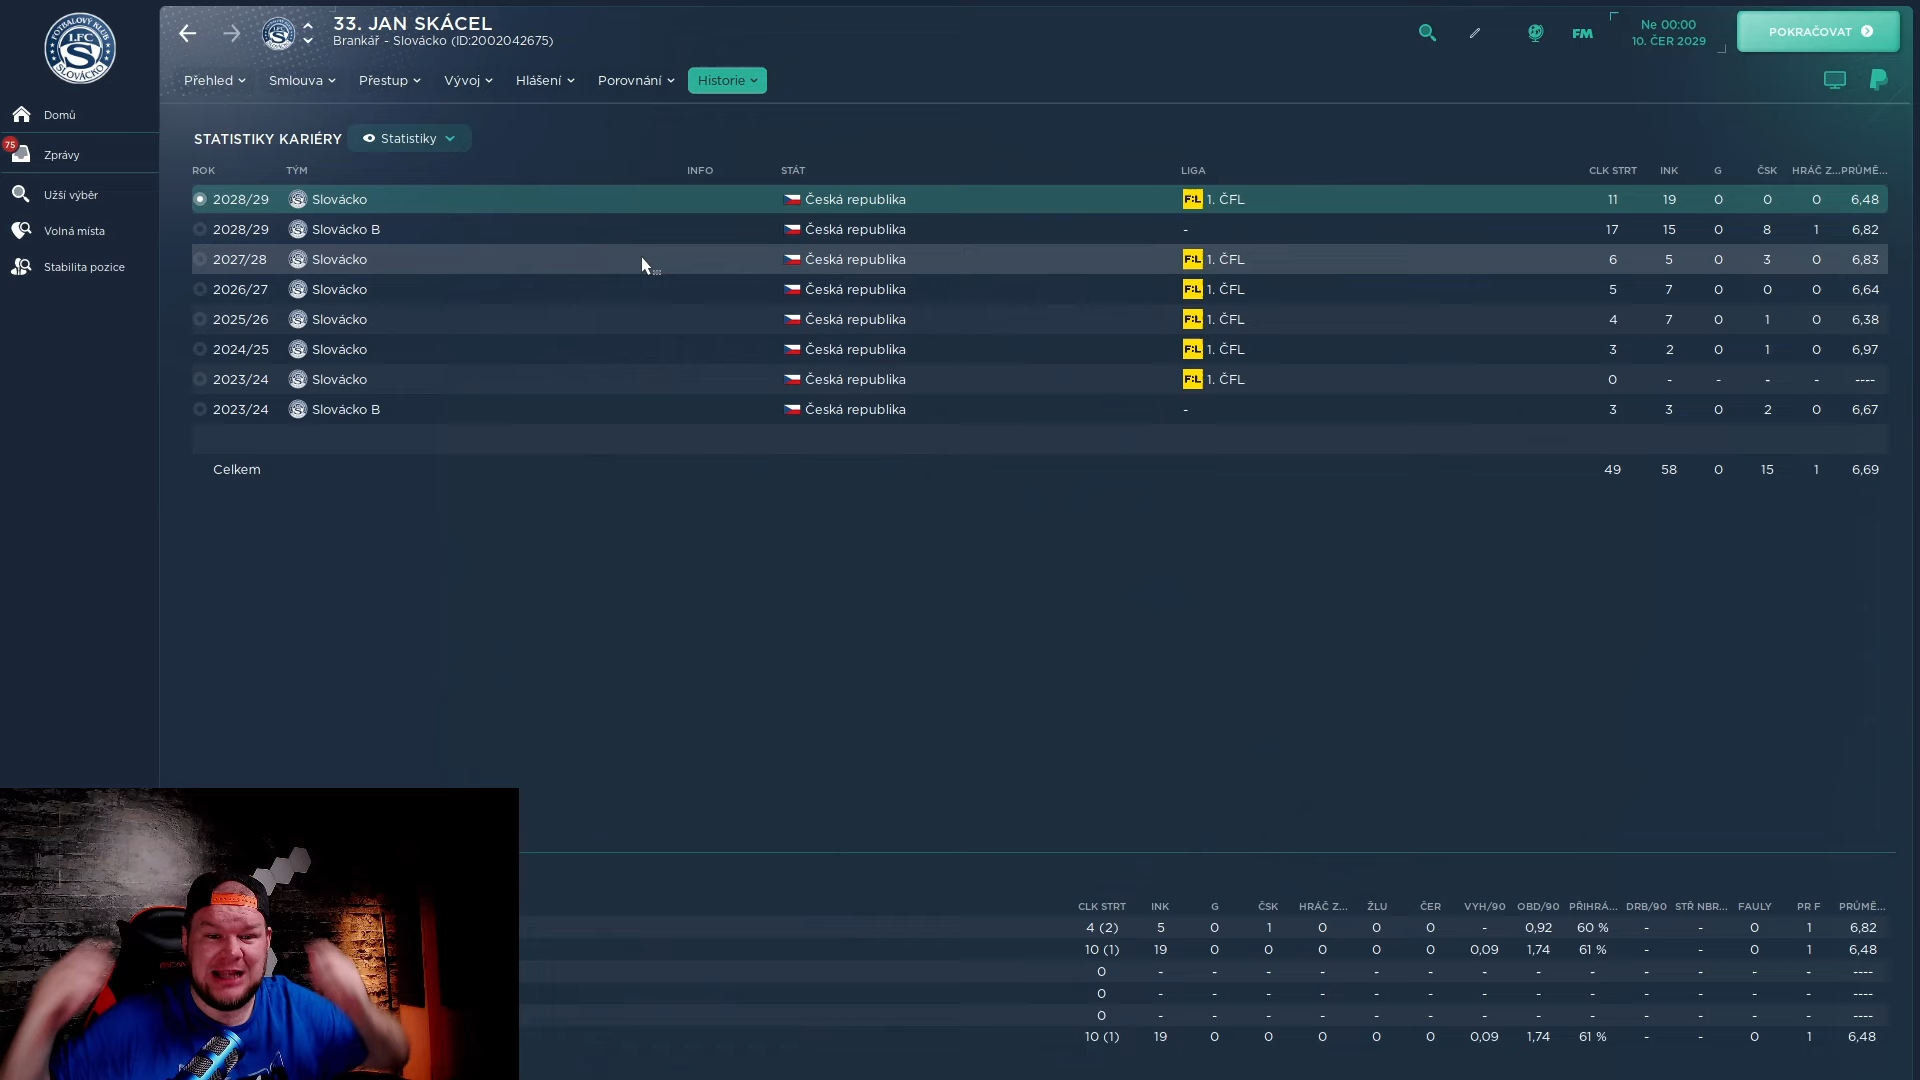 FOTBALOVÝ KLUB
1.FC
SLOVÁCKO
33. JAN SKÁCEL
Brankář - Slovácko (ID:2002042675)
FM
Ne 00:00
10. ČER 2029
POKRAČOVAT
Přehled
Smlouva
Přestup
Vývoj
Hlášení
Porovnání
Historie
Domů
75
Zprávy
Užší výběr
Volná místa
Stabilita pozice
STATISTIKY KARIÉRY
Statistiky
ROK TÝM INFO STÁT LIGA CLK STRT INK G ČSK HRÁČ Z... PRŮMĚ...
2028/29 Slovácko Česká republika F:L 1. ČFL 11 19 0 0 0 6,48
2028/29 Slovácko B Česká republika - 17 15 0 8 1 6,82
2027/28 Slovácko Česká republika F:L 1. ČFL 6 5 0 3 0 6,83
2026/27 Slovácko Česká republika F:L 1. ČFL 5 7 0 0 0 6,64
2025/26 Slovácko Česká republika F:L 1. ČFL 4 7 0 1 0 6,38
2024/25 Slovácko Česká republika F:L 1. ČFL 3 2 0 1 0 6,97
2023/24 Slovácko Česká republika F:L 1. ČFL 0 - - - - ----
2023/24 Slovácko B Česká republika - 3 3 0 2 0 6,67
Celkem 49 58 0 15 1 6,69
CLK STRT INK G ČSK HRÁČ Z... ŽLU ČER VYH/90 OBD/90 PŘIHRÁ... DRB/90 STŘ NBR... FAULY PR F PRŮMĚ...
4 (2) 5 0 1 0 0 0 - 0,92 60 % - - 0 1 6,82
10 (1) 19 0 0 0 0 0 0,09 1,74 61 % - - 0 1 6,48
0 - - - - - - - - - - - - - ----
0 - - - - - - - - - - - - - ----
0 - - - - - - - - - - - - - ----
10 (1) 19 0 0 0 0 0 0,09 1,74 61 % - - 0 1 6,48